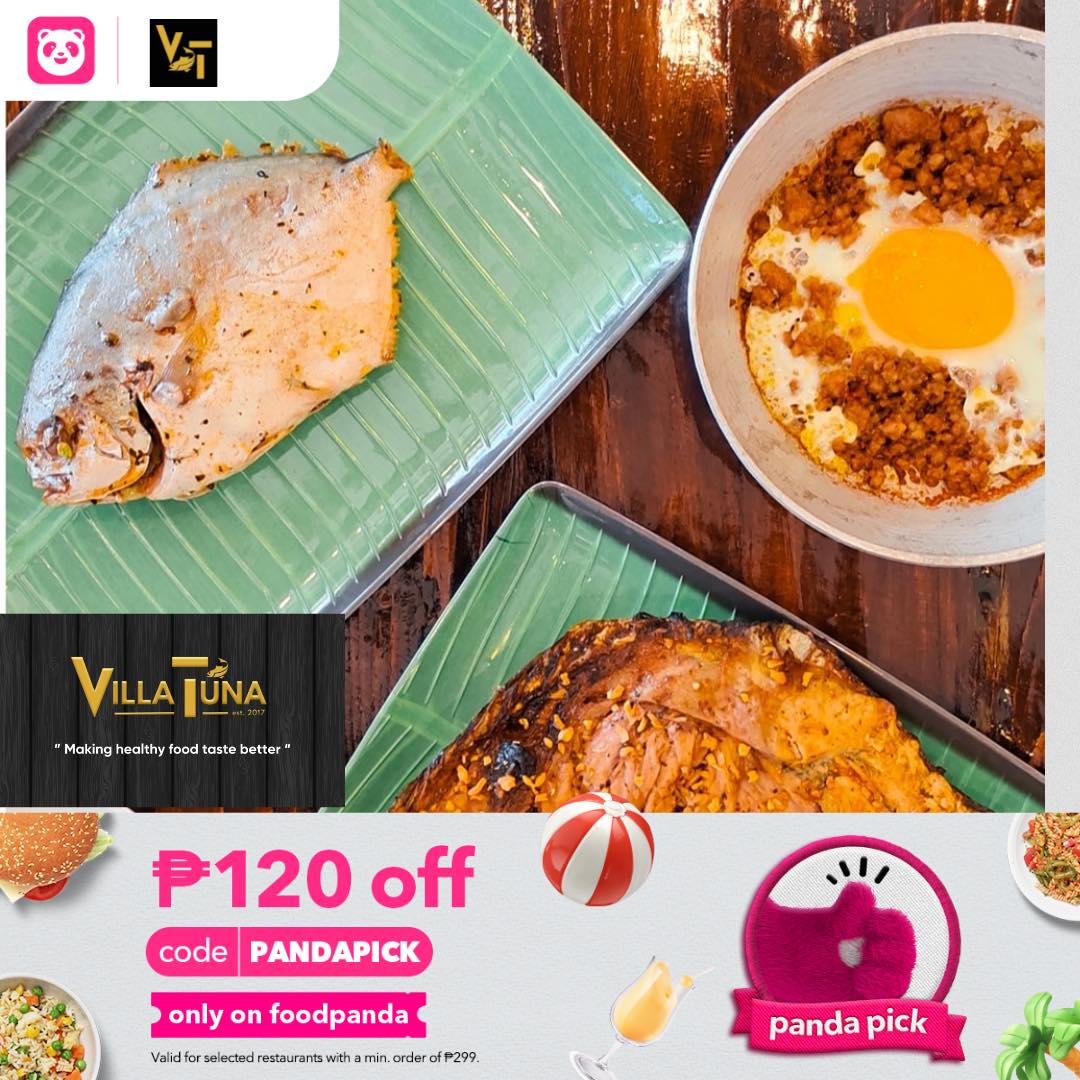 VT
VILLA TUNA
est. 2017
" Making healthy food taste better "
₱120 off
code PANDAPICK
only on foodpanda
Valid for selected restaurants with a min. order of ₱299.
panda pick